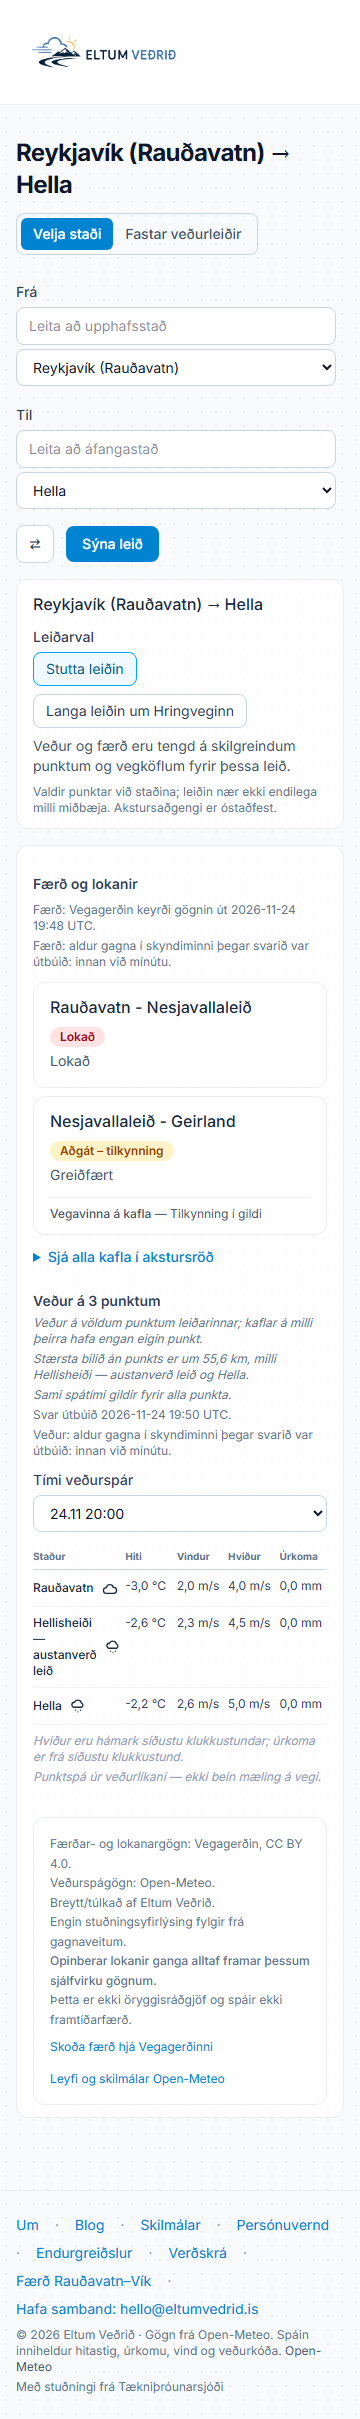 ELTUM VEÐRIÐ
Reykjavík (Rauðavatn) →
Hella
Velja staði
Fastar veðurleiðir
Frá
Leita að upphafsstað
Reykjavík (Rauðavatn)
Til
Leita að áfangastað
Hella
⇄
Sýna leið
Reykjavík (Rauðavatn) → Hella
Leiðarval
Stutta leiðin
Langa leiðin um Hringveginn
Veður og færð eru tengd á skilgreindum
punktum og vegköflum fyrir þessa leið.
Valdir punktar við staðina; leiðin nær ekki endilega
milli miðbæja. Akstursaðgengi er óstaðfest.
Færð og lokanir
Færð: Vegagerðin keyrði gögnin út 2026-11-24
19:48 UTC.
Færð: aldur gagna í skyndiminni þegar svarið var
útbúið: innan við mínútu.
Rauðavatn - Nesjavallaleið
Lokað
Lokað
Nesjavallaleið - Geirland
Aðgát – tilkynning
Greiðfært
Vegavinna á kafla — Tilkynning í gildi
▶ Sjá alla kafla í akstursröð
Veður á 3 punktum
Veður á völdum punktum leiðarinnar; kaflar á milli
þeirra hafa engan eigin punkt.
Stærsta bilið án punkts er um 55,6 km, milli
Hellisheiði — austanverð og Hella.
Sami spátími gildir fyrir alla punkta.
Svar útbúið 2026-11-24 19:50 UTC.
Veður: aldur gagna í skyndiminni þegar svarið var
útbúið: innan við mínútu.
Tími veðurspár
24.11 20:00
Staður Hiti Vindur Hviður Úrkoma
Rauðavatn -3,0 °C 2,0 m/s 4,0 m/s 0,0 mm
Hellisheiði -2,6 °C 2,3 m/s 4,5 m/s 0,0 mm
—
austanverð
leið
Hella -2,2 °C 2,6 m/s 5,0 m/s 0,0 mm
Hviður eru hámark síðustu klukkustundar; úrkoma
er frá síðustu klukkustund.
Punktspá úr veðurlíkani — ekki bein mæling á vegi.
Færðar- og lokanargögn: Vegagerðin, CC BY
4.0.
Veðurspágögn: Open-Meteo.
Breytt/túlkað af Eltum Veðrið.
Engin stuðningsyfirlýsing fylgir frá
gagnaveitum.
Opinberar lokanir ganga alltaf framar þessum
sjálfvirku gögnum.
Þetta er ekki öryggisráðgjöf og spáir ekki
framtíðarfærð.
Skoða færð hjá Vegagerðinni
Leyfi og skilmálar Open-Meteo
Um · Blog · Skilmálar · Persónuvernd
· Endurgreiðslur · Verðskrá ·
Færð Rauðavatn–Vík ·
Hafa samband: hello@eltumvedrid.is
© 2026 Eltum Veðrið · Gögn frá Open-Meteo. Spáin
inniheldur hitastig, úrkomu, vind og veðurkóða. Open-
Meteo
Með stuðningi frá Tækniþróunarsjóði